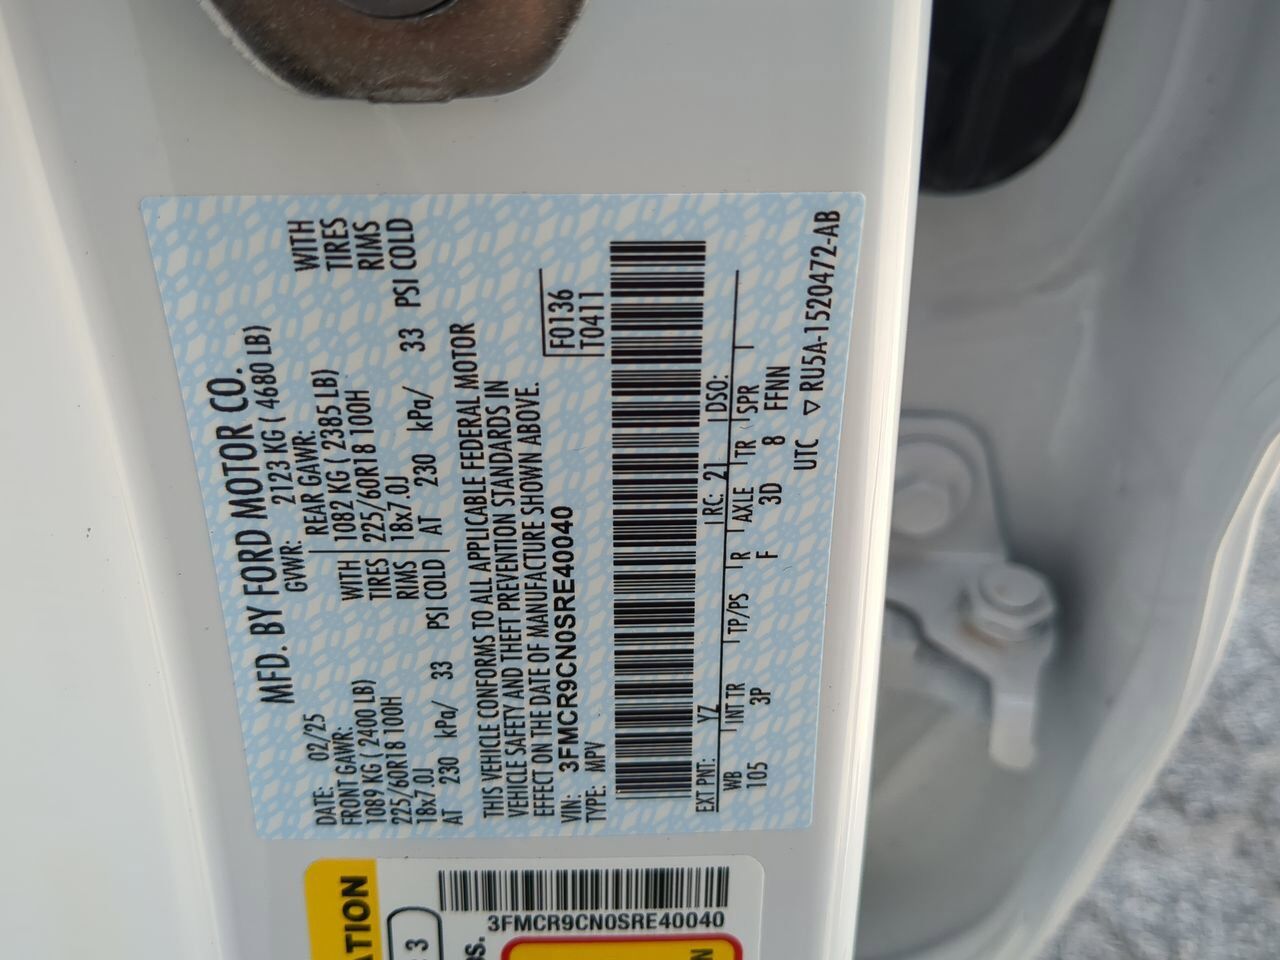 MFD. BY FORD MOTOR CO.
DATE: 02/25 GVWR: 2123 KG ( 4680 LB)
FRONT GAWR: REAR GAWR:
1089 KG ( 2400 LB) WITH 1082 KG ( 2385 LB) WITH
225/60R18 100H TIRES 225/60R18 100H TIRES
18x7.0J RIMS 18x7.0J RIMS
AT 230 kPa/ 33 PSI COLD AT 230 kPa/ 33 PSI COLD
THIS VEHICLE CONFORMS TO ALL APPLICABLE FEDERAL MOTOR
VEHICLE SAFETY AND THEFT PREVENTION STANDARDS IN
EFFECT ON THE DATE OF MANUFACTURE SHOWN ABOVE.
VIN: 3FMCR9CN0SRE40040 F0136
TYPE: MPV T0411
EXT PNT: YZ RC: 21 DSO:
WB INT TR TP/PS R AXLE TR SPR
105 3P F 3D 8 FFNN
UTC ▽ RU5A-1520472-AB
ATION
3
3FMCR9CN0SRE40040